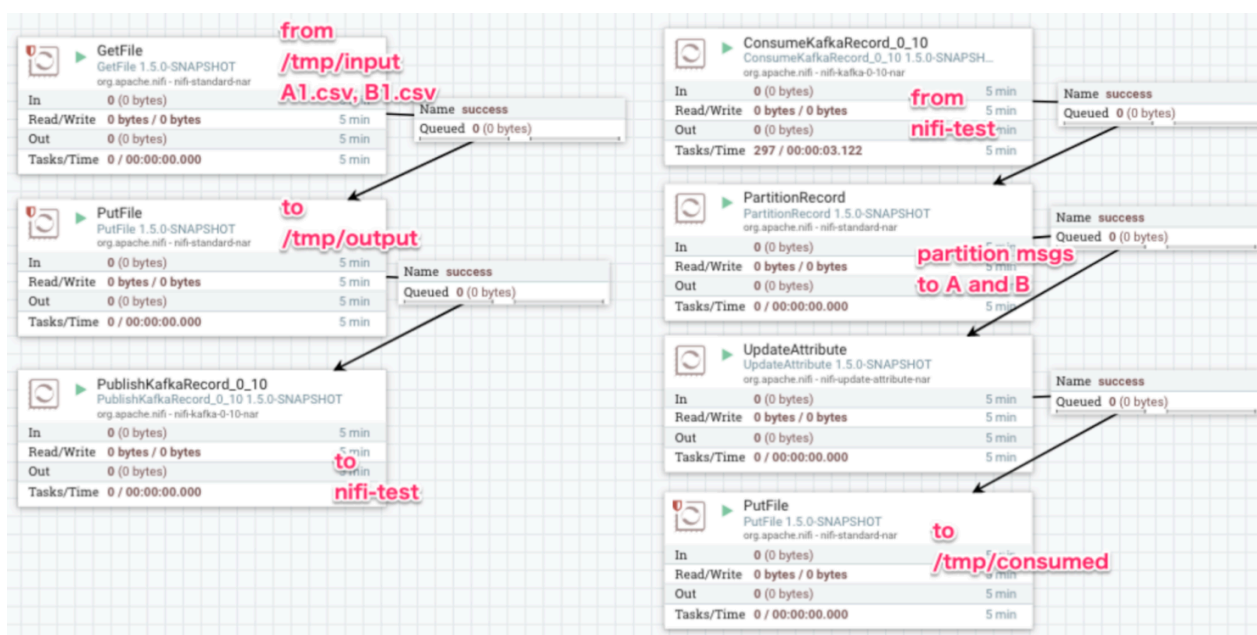 GetFile
GetFile 1.5.0-SNAPSHOT
org.apache.nifi - nifi-standard-nar
In 0 (0 bytes)
Read/Write 0 bytes / 0 bytes 5 min
Out 0 (0 bytes) 5 min
Tasks/Time 0 / 00:00:00.000 5 min
from
/tmp/input
A1.csv, B1.csv
Name success
Queued 0 (0 bytes)
PutFile
PutFile 1.5.0-SNAPSHOT
org.apache.nifi - nifi-standard-nar
In 0 (0 bytes) 5 min
Read/Write 0 bytes / 0 bytes 5 min
Out 0 (0 bytes) 5 min
Tasks/Time 0 / 00:00:00.000 5 min
to
/tmp/output
Name success
Queued 0 (0 bytes)
PublishKafkaRecord_0_10
PublishKafkaRecord_0_10 1.5.0-SNAPSHOT
org.apache.nifi - nifi-kafka-0-10-nar
In 0 (0 bytes) 5 min
Read/Write 0 bytes / 0 bytes 5 min
Out 0 (0 bytes) 5 min
Tasks/Time 0 / 00:00:00.000
to
nifi-test
ConsumeKafkaRecord_0_10
ConsumeKafkaRecord_0_10 1.5.0-SNAPSH...
org.apache.nifi - nifi-kafka-0-10-nar
In 0 (0 bytes) 5 min
Read/Write 0 bytes / 0 bytes 5 min
Out 0 (0 bytes) min
Tasks/Time 297 / 00:00:03.122 5 min
from
nifi-test
Name success
Queued 0 (0 bytes)
PartitionRecord
PartitionRecord 1.5.0-SNAPSHOT
org.apache.nifi - nifi-standard-nar
In 0 (0 bytes)
Read/Write 0 bytes / 0 bytes 5 min
Out 0 (0 bytes) 5 min
Tasks/Time 0 / 00:00:00.000 5 min
partition msgs
to A and B
Name success
Queued 0 (0 bytes)
UpdateAttribute
UpdateAttribute 1.5.0-SNAPSHOT
org.apache.nifi - nifi-update-attribute-nar
In 0 (0 bytes) 5 min
Read/Write 0 bytes / 0 bytes 5 min
Out 0 (0 bytes) 5 min
Tasks/Time 0 / 00:00:00.000 5 min
Name success
Queued 0 (0 bytes)
PutFile
PutFile 1.5.0-SNAPSHOT
org.apache.nifi - nifi-standard-nar
In 0 (0 bytes)
Read/Write 0 bytes / 0 bytes min
Out 0 (0 bytes) 5 min
Tasks/Time 0 / 00:00:00.000 5 min
to
/tmp/consumed